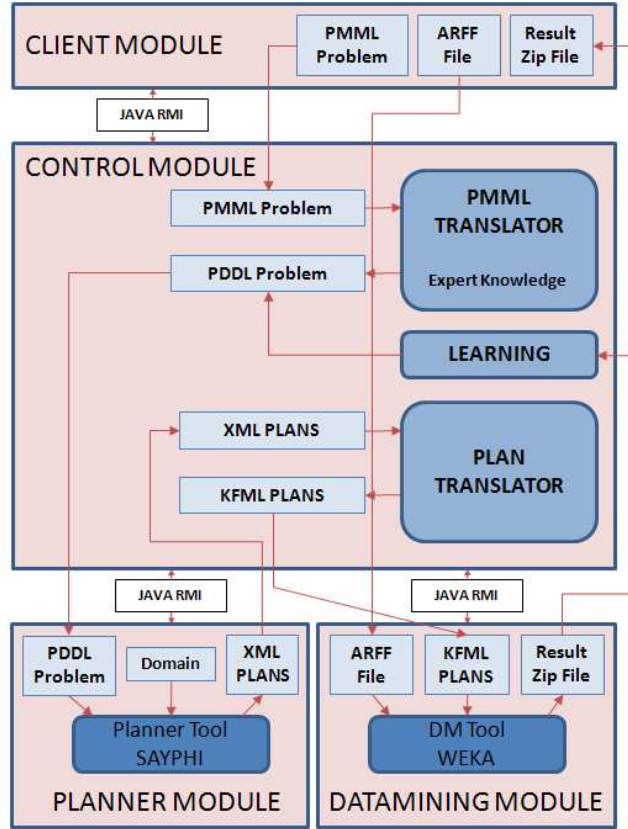 CLIENT MODULE
PMML
Problem
ARFF
File
Result
Zip File
JAVA RMI
CONTROL MODULE
PMML Problem
PMML
TRANSLATOR
Expert Knowledge
PDDL Problem
LEARNING
XML PLANS
PLAN
TRANSLATOR
KFML PLANS
JAVA RMI
JAVA RMI
PDDL
Problem
Domain
XML
PLANS
Planner Tool
SAYPHI
PLANNER MODULE
ARFF
File
KFML
PLANS
Result
Zip File
DM Tool
WEKA
DATAMINING MODULE